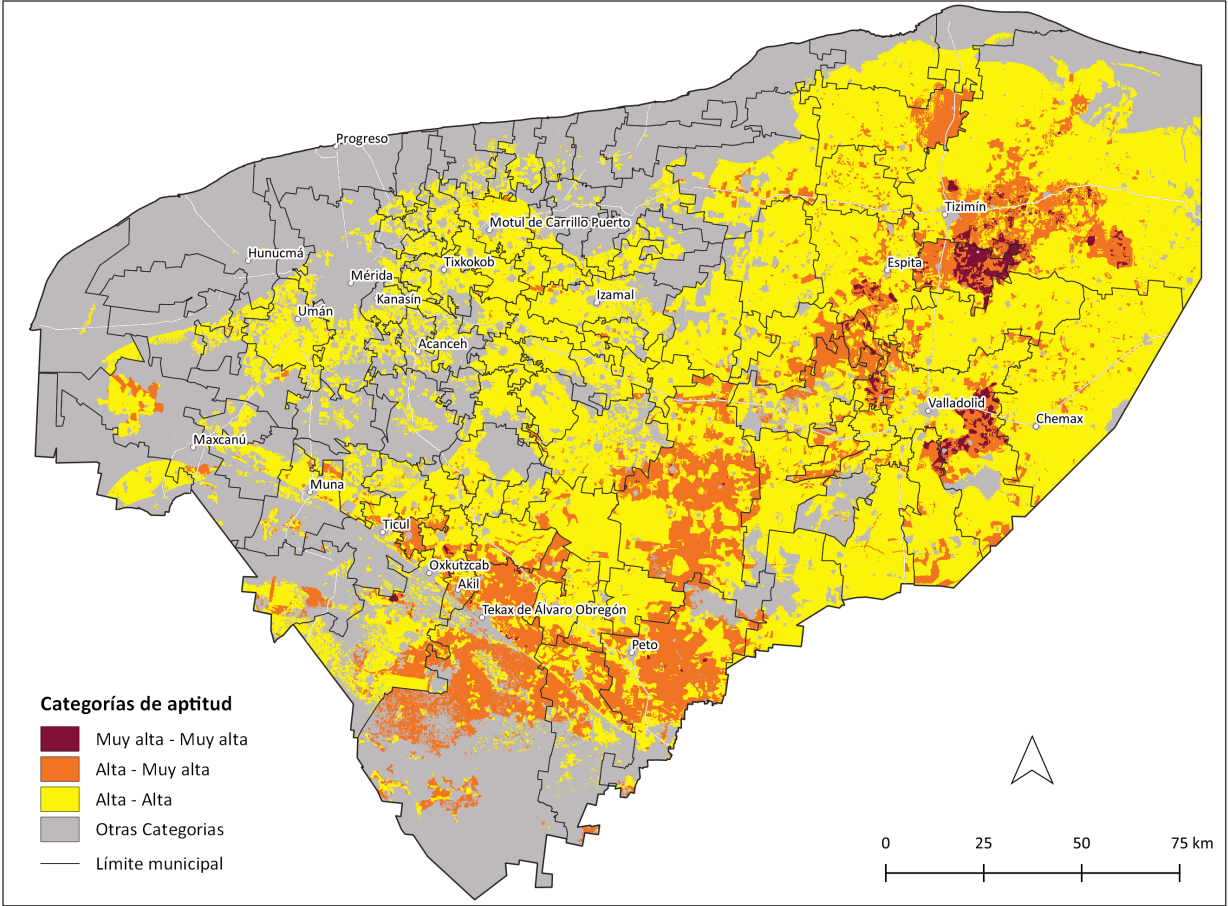 Progreso
Motul de Carrillo Puerto
Tizimín
Hunucmá
Tixkokob
Espita
Mérida
Kanasín
Izamal
Umán
Acanceh
Valladolid
Chemax
Maxcanú
Muna
Ticul
Oxkutzcab
Akil
Tekax de Álvaro Obregón
Peto
Categorías de aptitud
Muy alta - Muy alta
Alta - Muy alta
Alta - Alta
Otras Categorias
Límite municipal
0 25 50 75 km